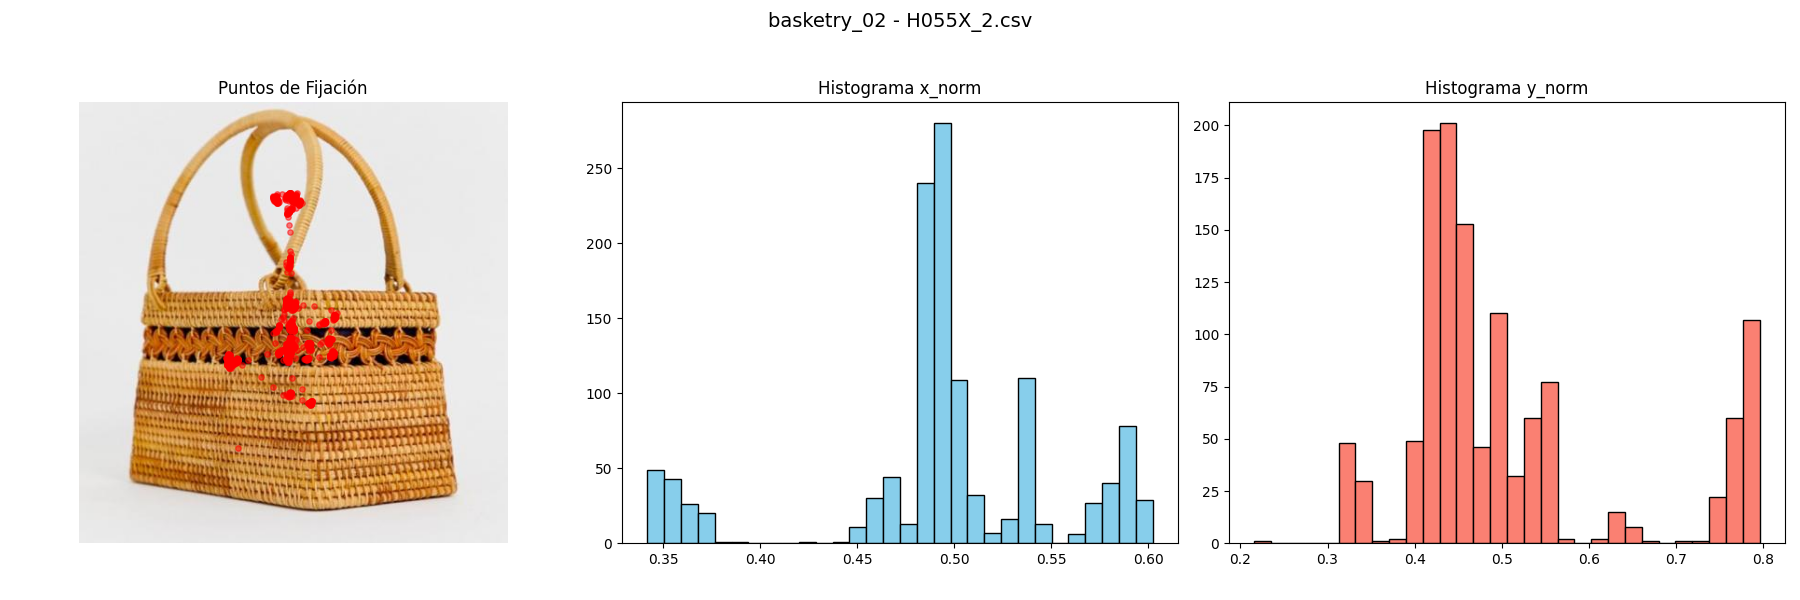 basketry_02 - H055X_2.csv
Puntos de Fijación
Histograma x_norm
250
200
150
100
50
0
0.35 0.40 0.45 0.50 0.55 0.60
Histograma y_norm
200
175
150
125
100
75
50
25
0
0.2 0.3 0.4 0.5 0.6 0.7 0.8